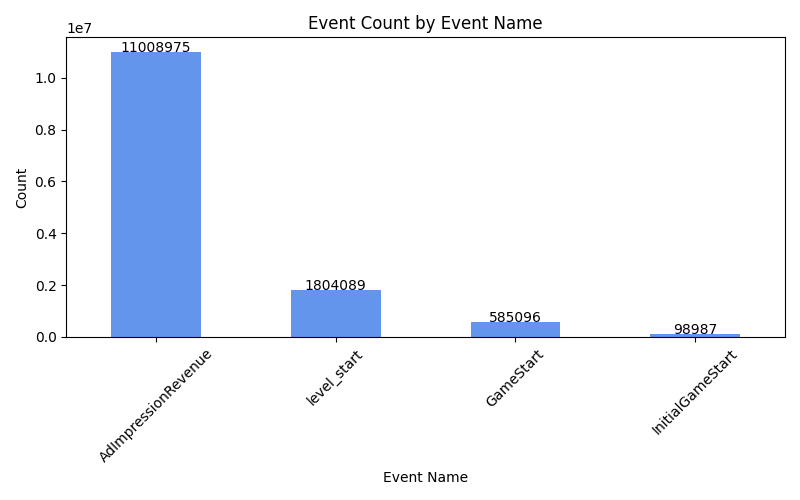 Event Count by Event Name
1e7
1.0
0.8
0.6
0.4
0.2
0.0
Count
11008975
1804089
585096
98987
AdImpressionRevenue
level_start
GameStart
InitialGameStart
Event Name